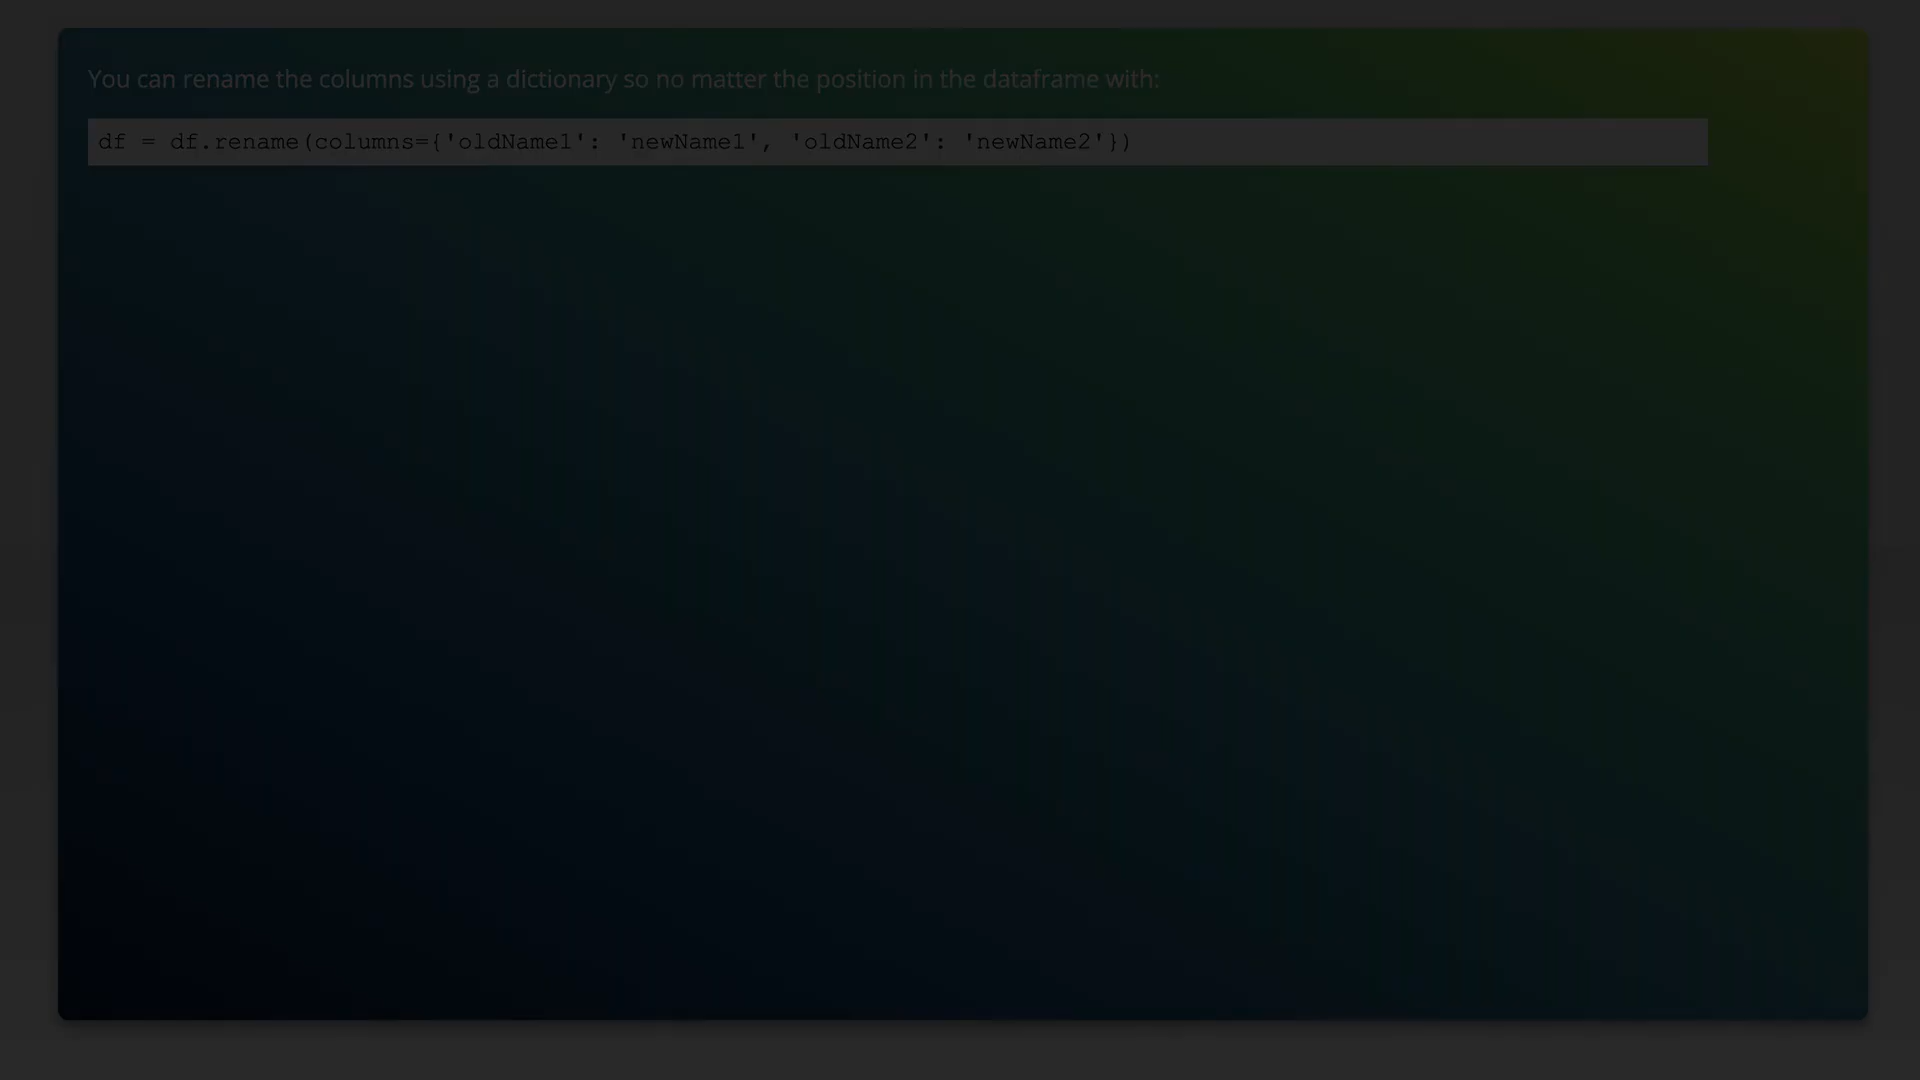 You can rename the columns using a dictionary so no matter the position in the dataframe with:
df = df.rename(columns={'oldName1': 'newName1', 'oldName2': 'newName2'})